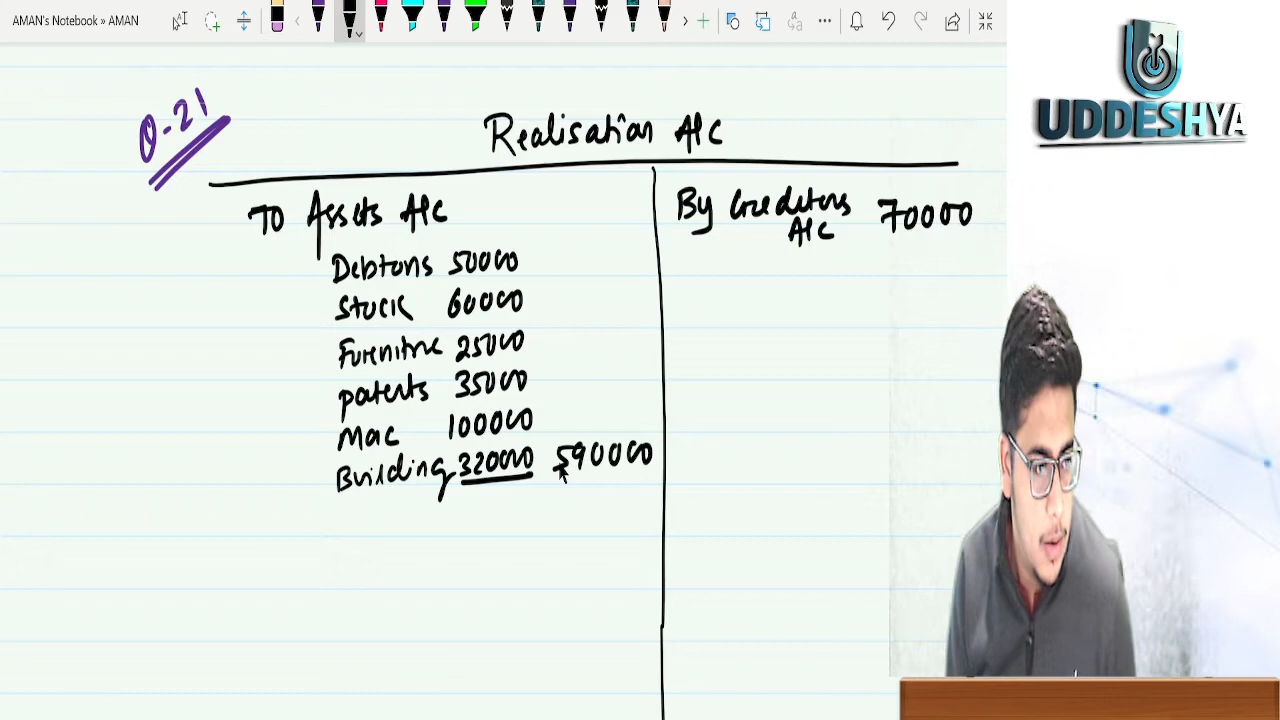 AMAN's Notebook » AMAN
UDDESHYA
Q-21
Realisation A/C
To Assets A/C
Debtors 50000
Stock 60000
Furniture 25000
patents 35000
Mac 100000
Building 320000 590000
By Creditors 70000
A/C